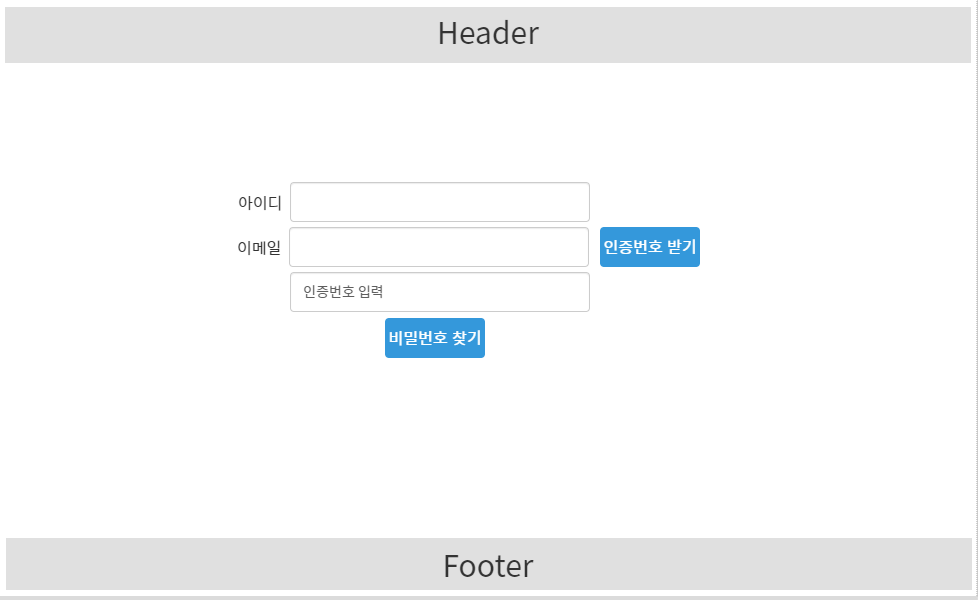 Header
아이디
이메일 인증번호 받기
인증번호 입력
비밀번호 찾기
Footer